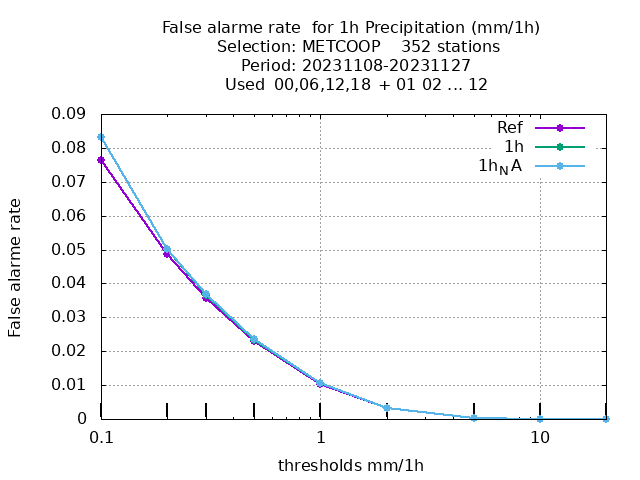 False alarme rate  for 1h Precipitation (mm/1h)
Selection: METCOOP    352 stations
Period: 20231108-20231127
Used  00,06,12,18 + 01 02 ... 12
0.09
0.08
0.07
0.06
0.05
0.04
0.03
0.02
0.01
0
False alarme rate
Ref
1h
1hNA
0.1
1
10
thresholds mm/1h